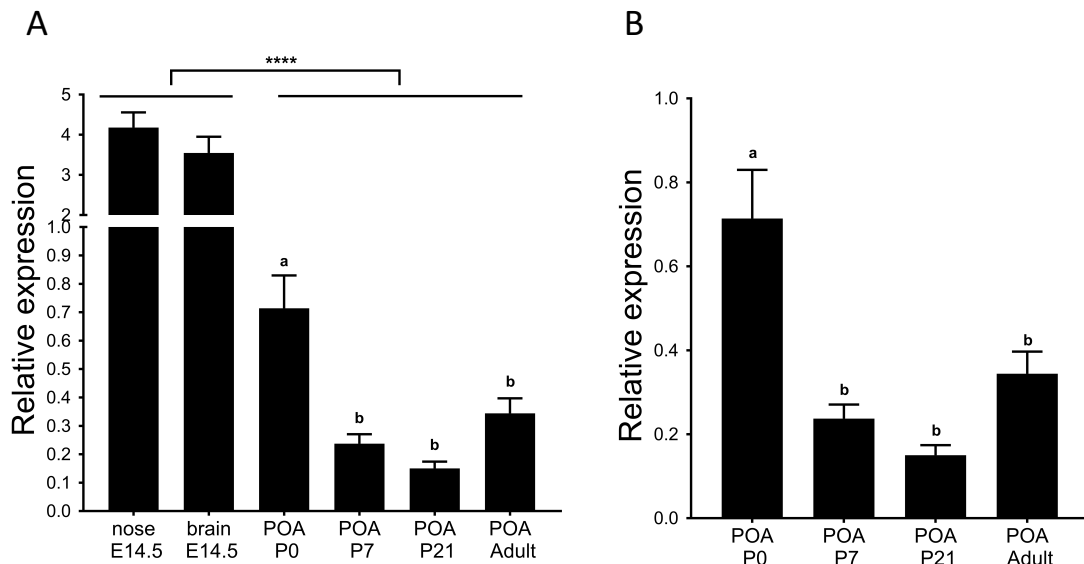 A
****
Relative expression
5
4
3
2
1.0
0.9
0.8
0.7
0.6
0.5
0.4
0.3
0.2
0.1
0.0
a
b
b
b
nose
E14.5
brain
E14.5
POA
P0
POA
P7
POA
P21
POA
Adult
B
Relative expression
1.0
0.8
0.6
0.4
0.2
0.0
a
b
b
b
POA
P0
POA
P7
POA
P21
POA
Adult